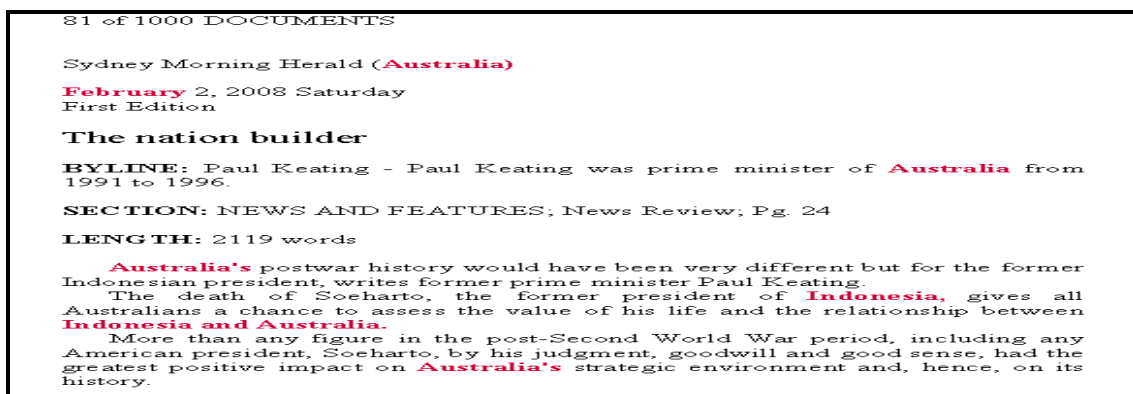 81 of 1000 DOCUMENTS
Sydney Morning Herald (Australia)
February 2, 2008 Saturday
First Edition
The nation builder
BYLINE: Paul Keating - Paul Keating was prime minister of Australia from
1991 to 1996.
SECTION: NEWS AND FEATURES; News Review; Pg. 24
LENGTH: 2119 words
Australia's postwar history would have been very different but for the former
Indonesian president, writes former prime minister Paul Keating.
The death of Soeharto, the former president of Indonesia, gives all
Australians a chance to assess the value of his life and the relationship between
Indonesia and Australia.
More than any figure in the post-Second World War period, including any
American president, Soeharto, by his judgment, goodwill and good sense, had the
greatest positive impact on Australia's strategic environment and, hence, on its
history.